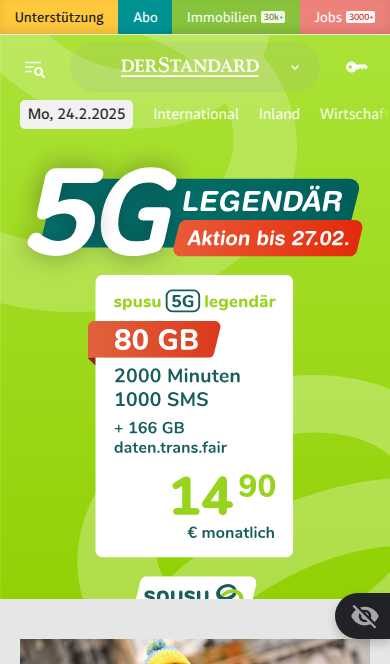 Unterstützung Abo Immobilien 30k+ Jobs 3000+
DERSTANDARD
Mo, 24.2.2025 International Inland Wirtschaf
5G LEGENDÄR
Aktion bis 27.02.
spusu 5G legendär
80 GB
2000 Minuten
1000 SMS
+ 166 GB
daten.trans.fair
14 90
€ monatlich
spusu